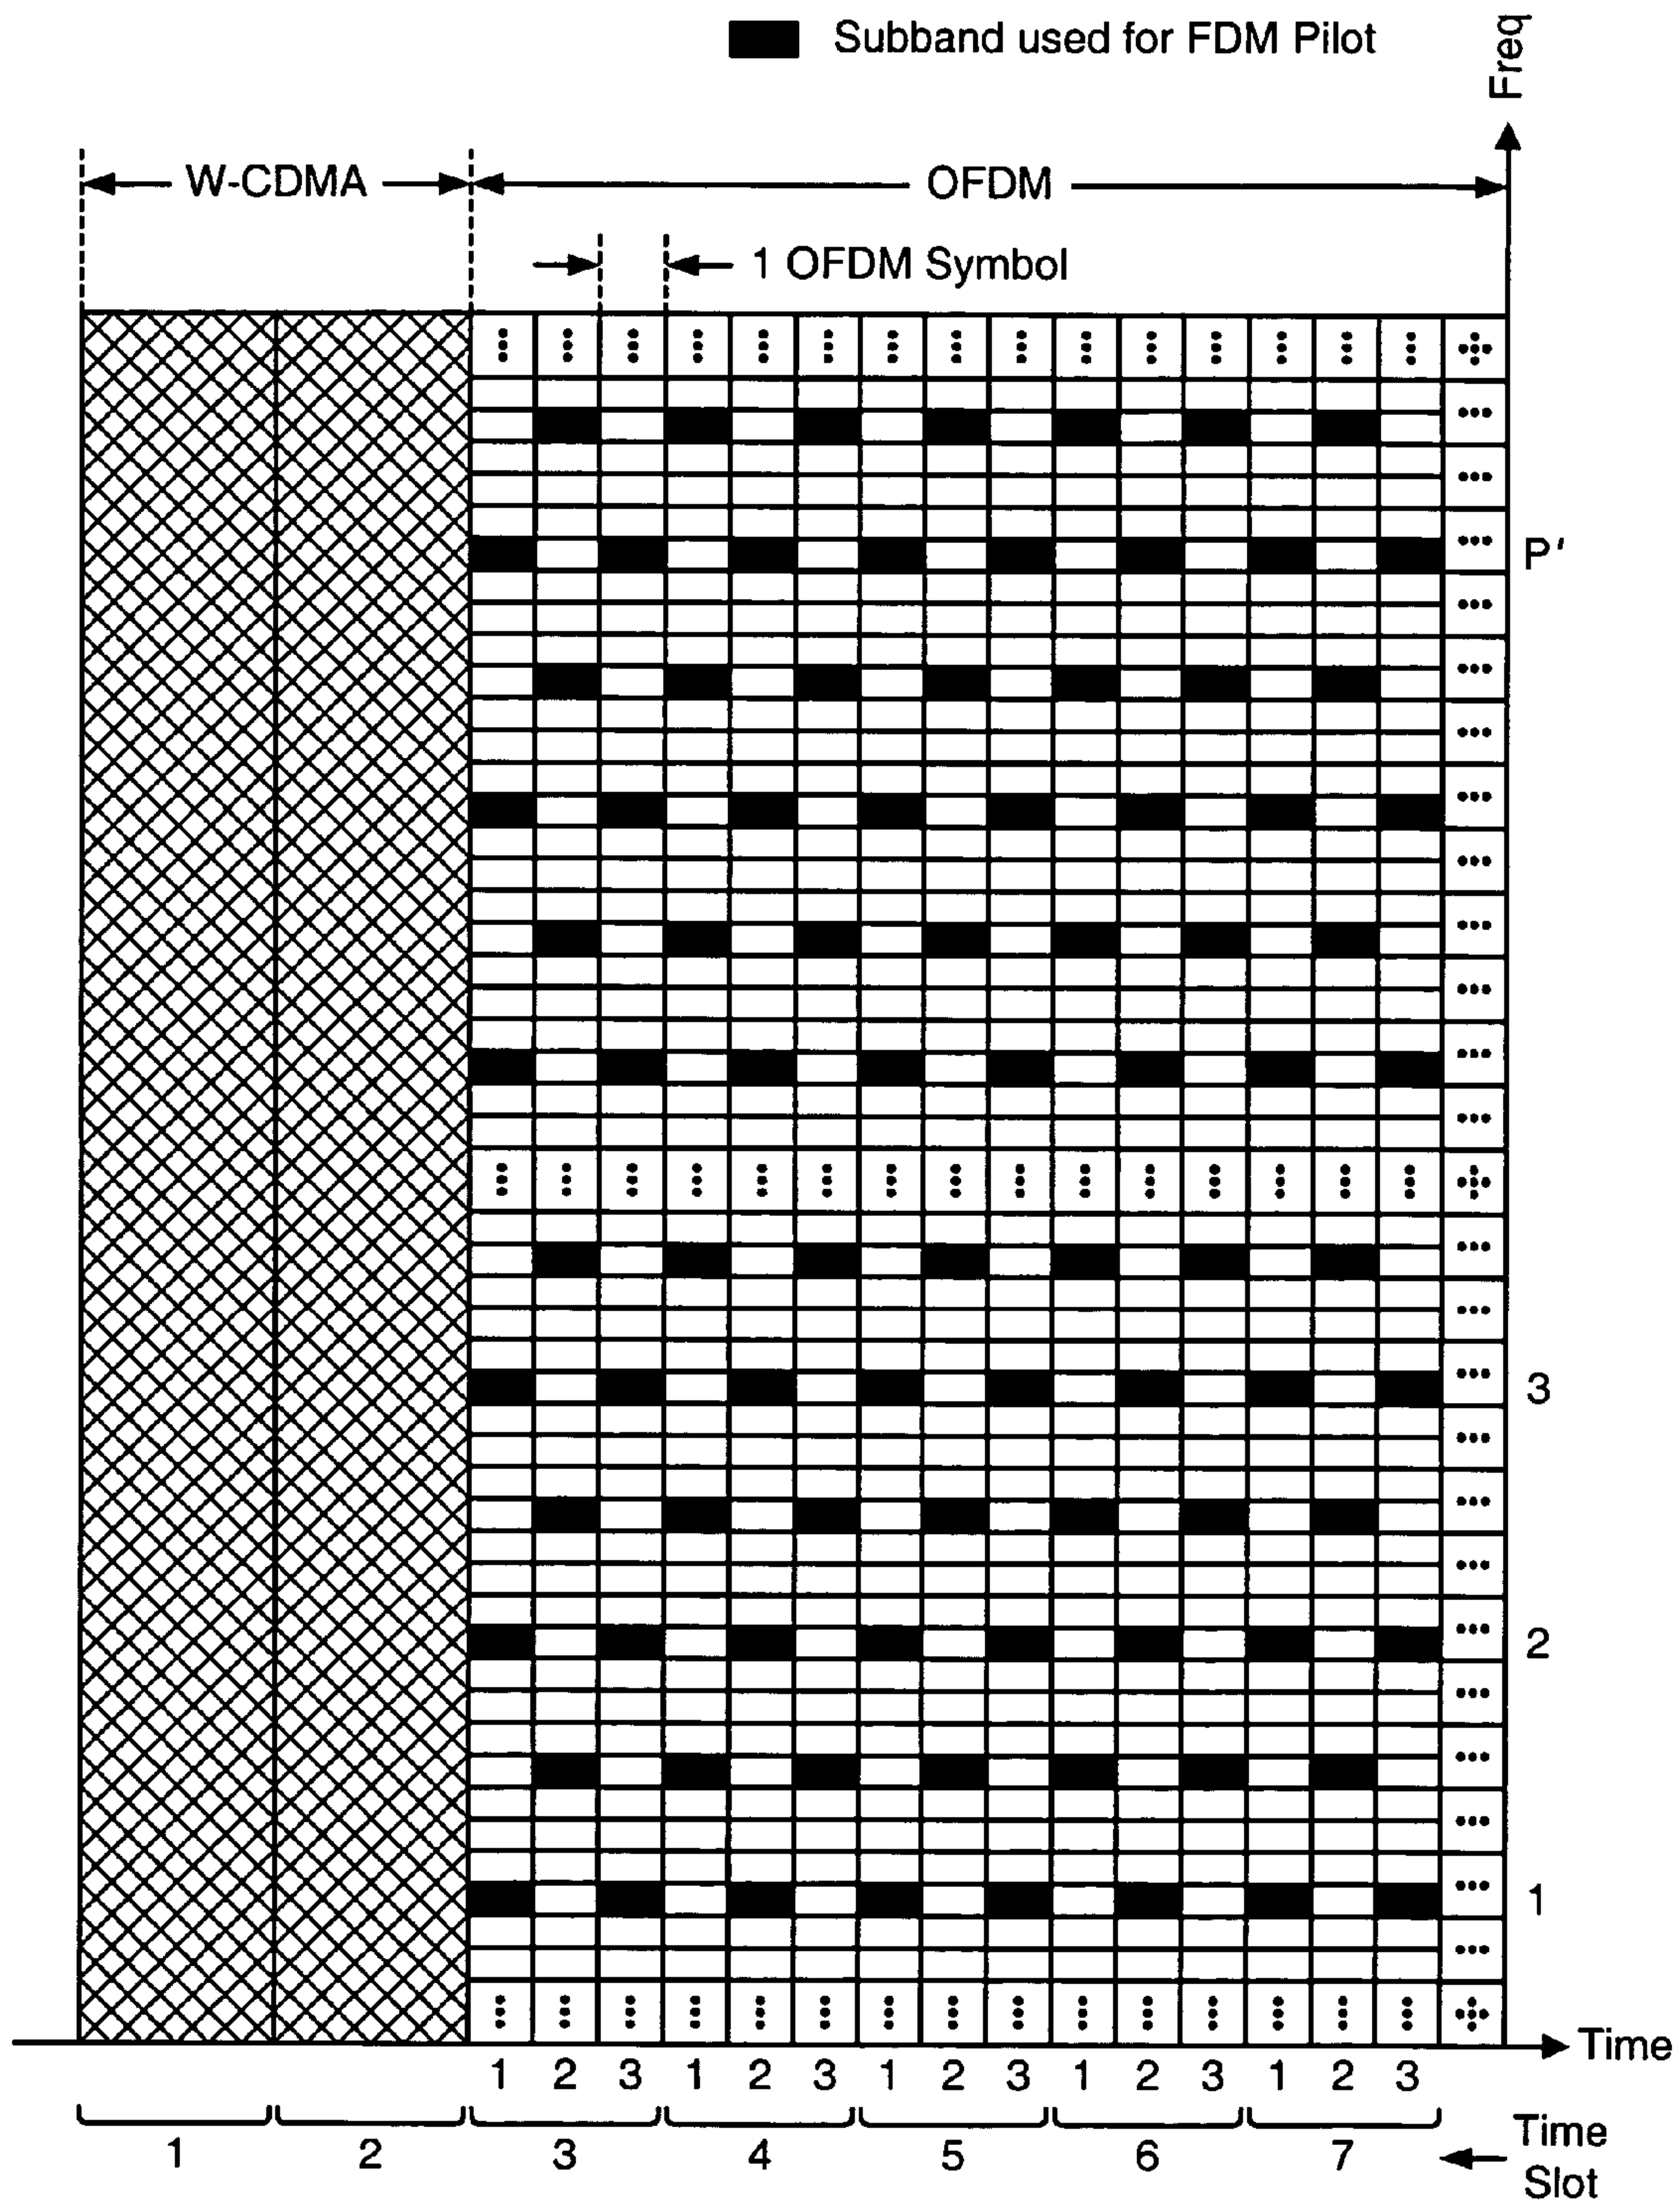 Subband used for FDM Pilot
Freq
W-CDMA
OFDM
1 OFDM Symbol
P'
3
2
1
Time
1 2 3 1 2 3 1 2 3 1 2 3 1 2 3
1 2 3 4 5 6 7
Time
Slot